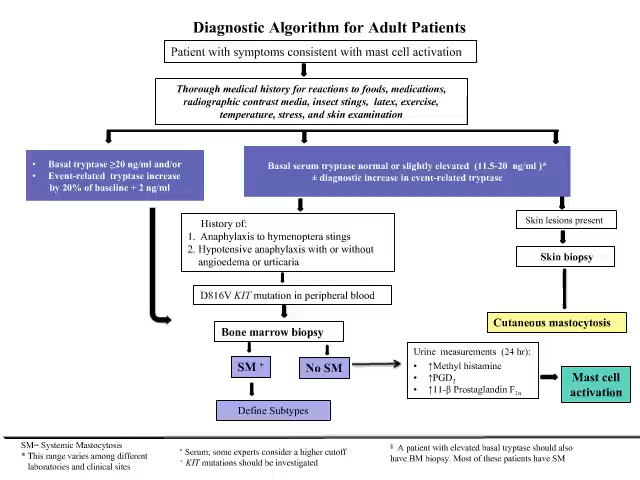 Diagnostic Algorithm for Adult Patients
Patient with symptoms consistent with mast cell activation
Thorough medical history for reactions to foods, medications,
radiographic contrast media, insect stings, latex, exercise,
temperature, stress, and skin examination
• Basal tryptase ≥20 ng/ml and/or
• Event-related tryptase increase
by 20% of baseline + 2 ng/ml
Basal serum tryptase normal or slightly elevated (11.5-20 ng/ml )*
± diagnostic increase in event-related tryptase
History of:
1. Anaphylaxis to hymenoptera stings
2. Hypotensive anaphylaxis with or without
angioedema or urticaria
Skin lesions present
Skin biopsy
D816V KIT mutation in peripheral blood
Bone marrow biopsy
Cutaneous mastocytosis
SM +
No SM
Urine measurements (24 hr):
• ↑Methyl histamine
• ↑PGD2
• ↑11-β Prostaglandin F2α
Mast cell
activation
Define Subtypes
SM= Systemic Mastocytosis
* This range varies among different
laboratories and clinical sites
* Serum; some experts consider a higher cutoff
+ KIT mutations should be investigated
§ A patient with elevated basal tryptase should also
have BM biopsy. Most of these patients have SM